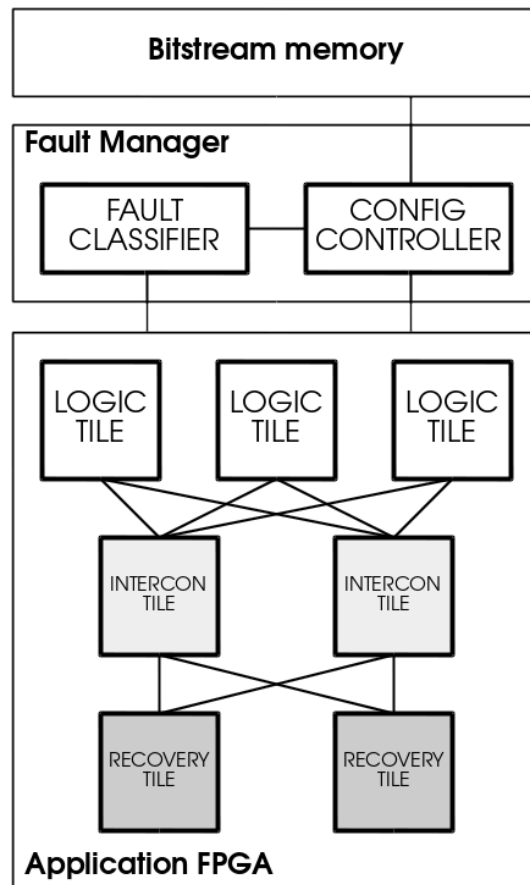 Bitstream memory
Fault Manager
FAULT
CLASSIFIER
CONFIG
CONTROLLER
LOGIC
TILE
LOGIC
TILE
LOGIC
TILE
INTERCON
TILE
INTERCON
TILE
RECOVERY
TILE
RECOVERY
TILE
Application FPGA